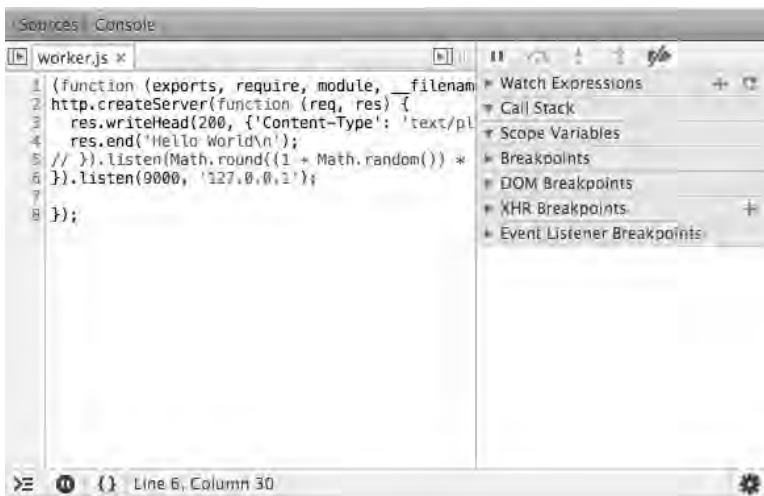 Sources Console
worker.js ×
1 (function (exports, require, module, __filenam
2 http.createServer(function (req, res) {
3 res.writeHead(200, {'Content-Type': 'text/pl
4 res.end('Hello World\n');
5 // }).listen(Math.round((1 + Math.random()) *
6 }).listen(9000, '127.0.0.1');
7
8 });
Watch Expressions
Call Stack
Scope Variables
Breakpoints
DOM Breakpoints
XHR Breakpoints
Event Listener Breakpoints
{} Line 6, Column 30